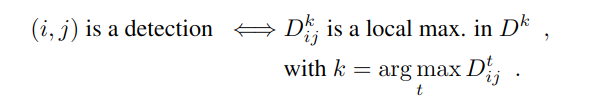 (i, j) is a detection ⟺ D^k_{ij} is a local max. in D^k ,
with k = arg max_t D^t_{ij} .